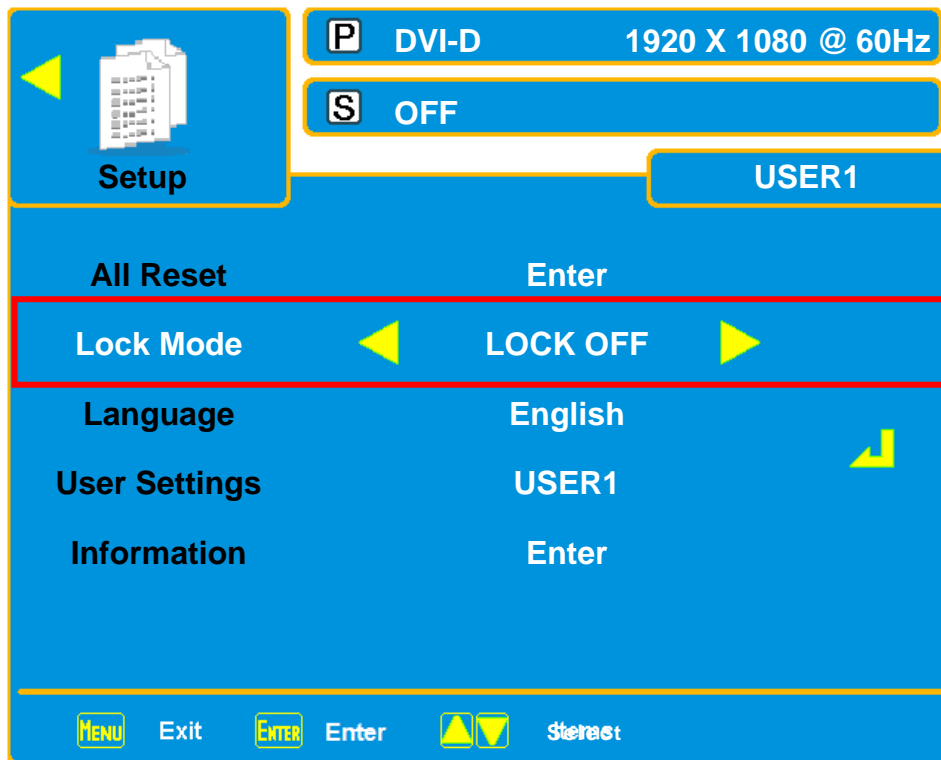 P DVI-D 1920 X 1080 @ 60Hz
S OFF
Setup USER1
All Reset Enter
Lock Mode LOCK OFF
Language English
User Settings USER1
Information Enter
MENU Exit ENTER Enter